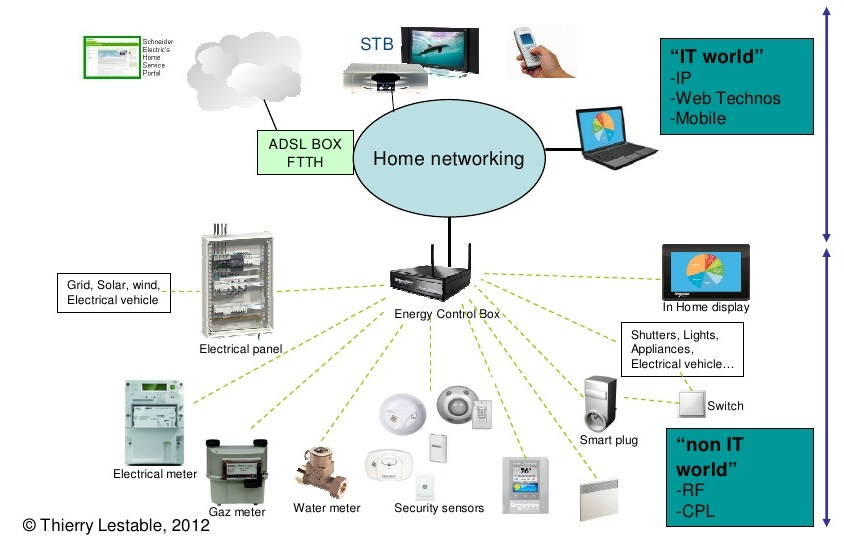 Schneider
Electric's
Home
Service
Portal
STB
"IT world"
-IP
-Web Technos
-Mobile
ADSL BOX
FTTH
Home networking
Grid, Solar, wind,
Electrical vehicle
Energy Control Box
In Home display
Electrical panel
Shutters, Lights,
Appliances,
Electrical vehicle…
Switch
Smart plug
"non IT
world"
-RF
-CPL
Electrical meter
Gaz meter
Water meter
Security sensors
© Thierry Lestable, 2012